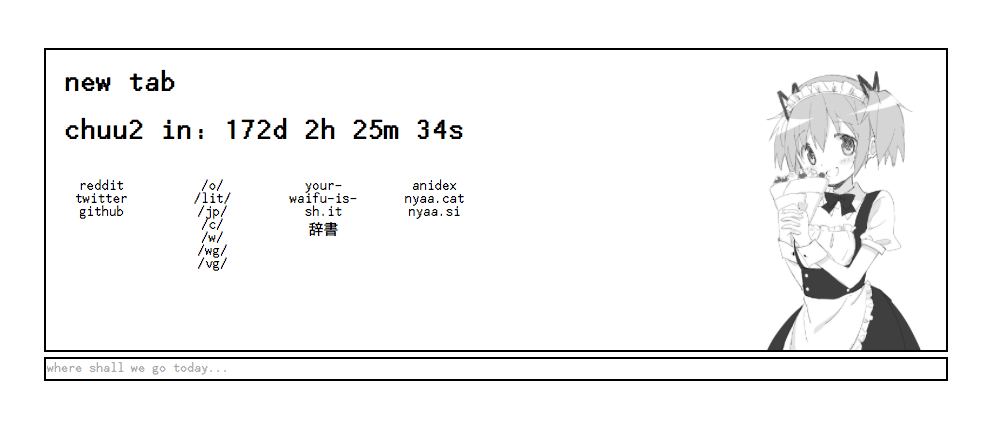 new tab
chuu2 in: 172d 2h 25m 34s
reddit
twitter
github
/o/
/lit/
/jp/
/c/
/w/
/wg/
/vg/
your-
waifu-is-
sh.it
辞書
anidex
nyaa.cat
nyaa.si
where shall we go today...